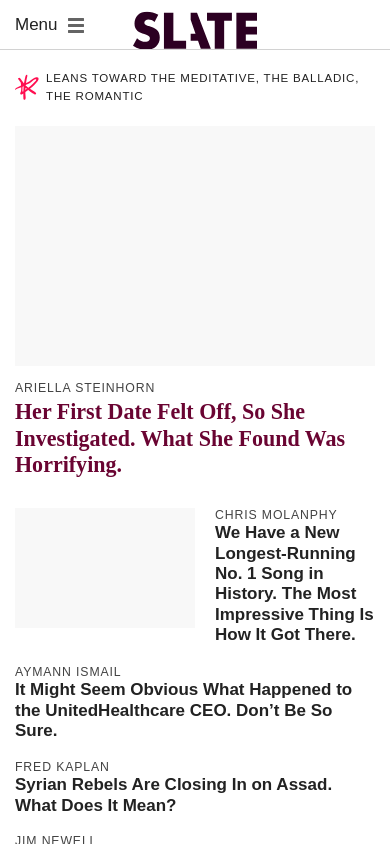 Menu
SLATE
LEANS TOWARD THE MEDITATIVE, THE BALLADIC,
THE ROMANTIC
ARIELLA STEINHORN
Her First Date Felt Off, So She
Investigated. What She Found Was
Horrifying.
CHRIS MOLANPHY
We Have a New
Longest-Running
No. 1 Song in
History. The Most
Impressive Thing Is
How It Got There.
AYMANN ISMAIL
It Might Seem Obvious What Happened to
the UnitedHealthcare CEO. Don’t Be So
Sure.
FRED KAPLAN
Syrian Rebels Are Closing In on Assad.
What Does It Mean?
JIM NEWELL